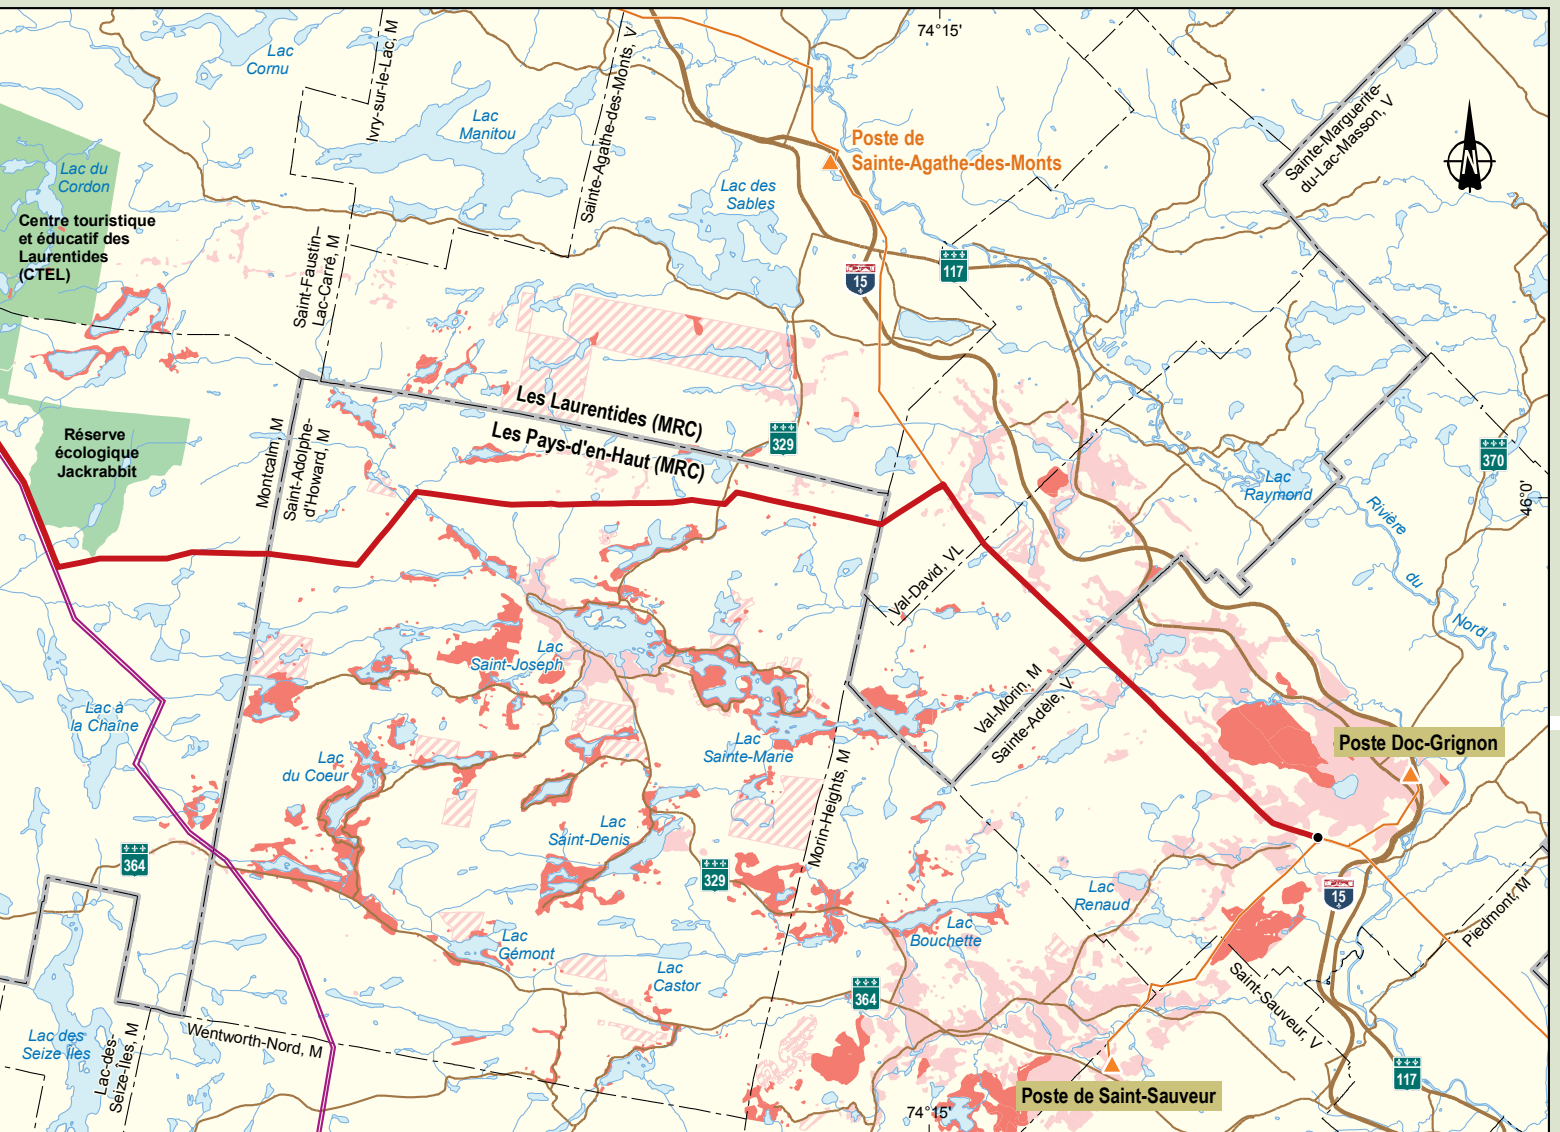 Lac
Cornu
Ivry-sur-le-Lac, M
Sainte-Agathe-des-Monts, V
Lac
Manitou
74°15'
Poste de
Sainte-Agathe-des-Monts
Sainte-Marguerite-
du-Lac-Masson, V
N
Lac du
Cordon
Centre touristique
et éducatif des
Laurentides
(CTEL)
Lac des
Sables
Saint-Faustin–
Lac-Carré, M
15
117
Les Laurentides (MRC)
Les Pays-d'en-Haut (MRC)
329
Réserve
écologique
Jackrabbit
Montcalm, M
Saint-Adolphe-
d'Howard, M
370
Lac
Raymond
46°0'
Rivière
du
Nord
Val-David, VL
Lac
Saint-Joseph
Val-Morin, M
Sainte-Adèle, V
Lac à
la Chaîne
Lac
Sainte-Marie
Poste Doc-Grignon
Lac
du Coeur
Morin-Heights, M
Lac
Saint-Denis
364
329
Lac
Renaud
15
Piedmont, M
Lac
Bouchette
Lac
Gémont
Lac
Castor
364
Saint-Sauveur, V
Lac des
Seize Îles
Lac-des-
Seize-Îles, M
Wentworth-Nord, M
117
Poste de Saint-Sauveur
74°15'